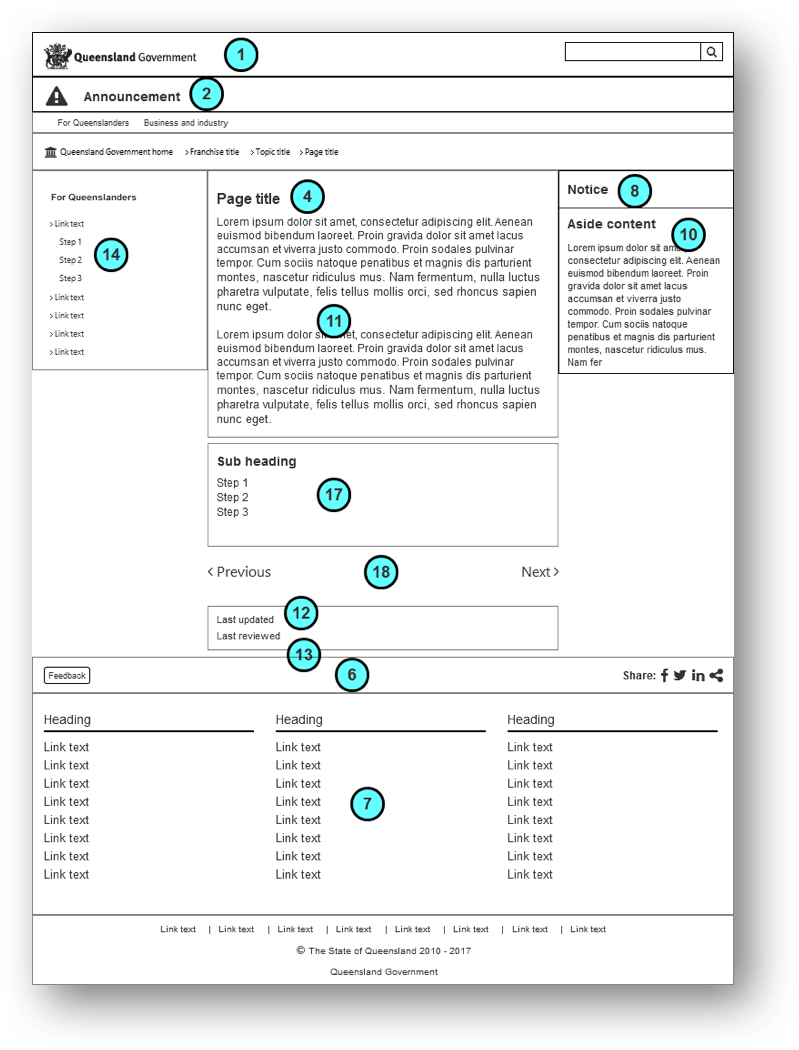 Queensland Government
1
Announcement
2
For Queenslanders Business and industry
Queensland Government home > Franchise title > Topic title > Page title
For Queenslanders
> Link text
Step 1
Step 2
Step 3
> Link text
> Link text
> Link text
> Link text
14
Page title
4
Lorem ipsum dolor sit amet, consectetur adipiscing elit. Aenean
euismod bibendum laoreet. Proin gravida dolor sit amet lacus
accumsan et viverra justo commodo. Proin sodales pulvinar
tempor. Cum sociis natoque penatibus et magnis dis parturient
montes, nascetur ridiculus mus. Nam fermentum, nulla luctus
pharetra vulputate, felis tellus mollis orci, sed rhoncus sapien
nunc eget.
11
Lorem ipsum dolor sit amet, consectetur adipiscing elit. Aenean
euismod bibendum laoreet. Proin gravida dolor sit amet lacus
accumsan et viverra justo commodo. Proin sodales pulvinar
tempor. Cum sociis natoque penatibus et magnis dis parturient
montes, nascetur ridiculus mus. Nam fermentum, nulla luctus
pharetra vulputate, felis tellus mollis orci, sed rhoncus sapien
nunc eget.
Notice
8
Aside content
10
Lorem ipsum dolor sit amet,
consectetur adipiscing elit. Aenean
euismod bibendum laoreet. Proin
gravida dolor sit amet lacus
accumsan et viverra justo
commodo. Proin sodales pulvinar
tempor. Cum sociis natoque
penatibus et magnis dis parturient
montes, nascetur ridiculus mus.
Nam fer
Sub heading
Step 1
Step 2
Step 3
17
< Previous
18
Next >
Last updated
12
Last reviewed
13
Feedback
6
Share:
Heading
Link text
Link text
Link text
Link text
Link text
Link text
Link text
Link text
Heading
Link text
Link text
Link text
Link text
Link text
Link text
Link text
Link text
7
Heading
Link text
Link text
Link text
Link text
Link text
Link text
Link text
Link text
Link text | Link text | Link text | Link text | Link text | Link text | Link text | Link text
© The State of Queensland 2010 - 2017
Queensland Government